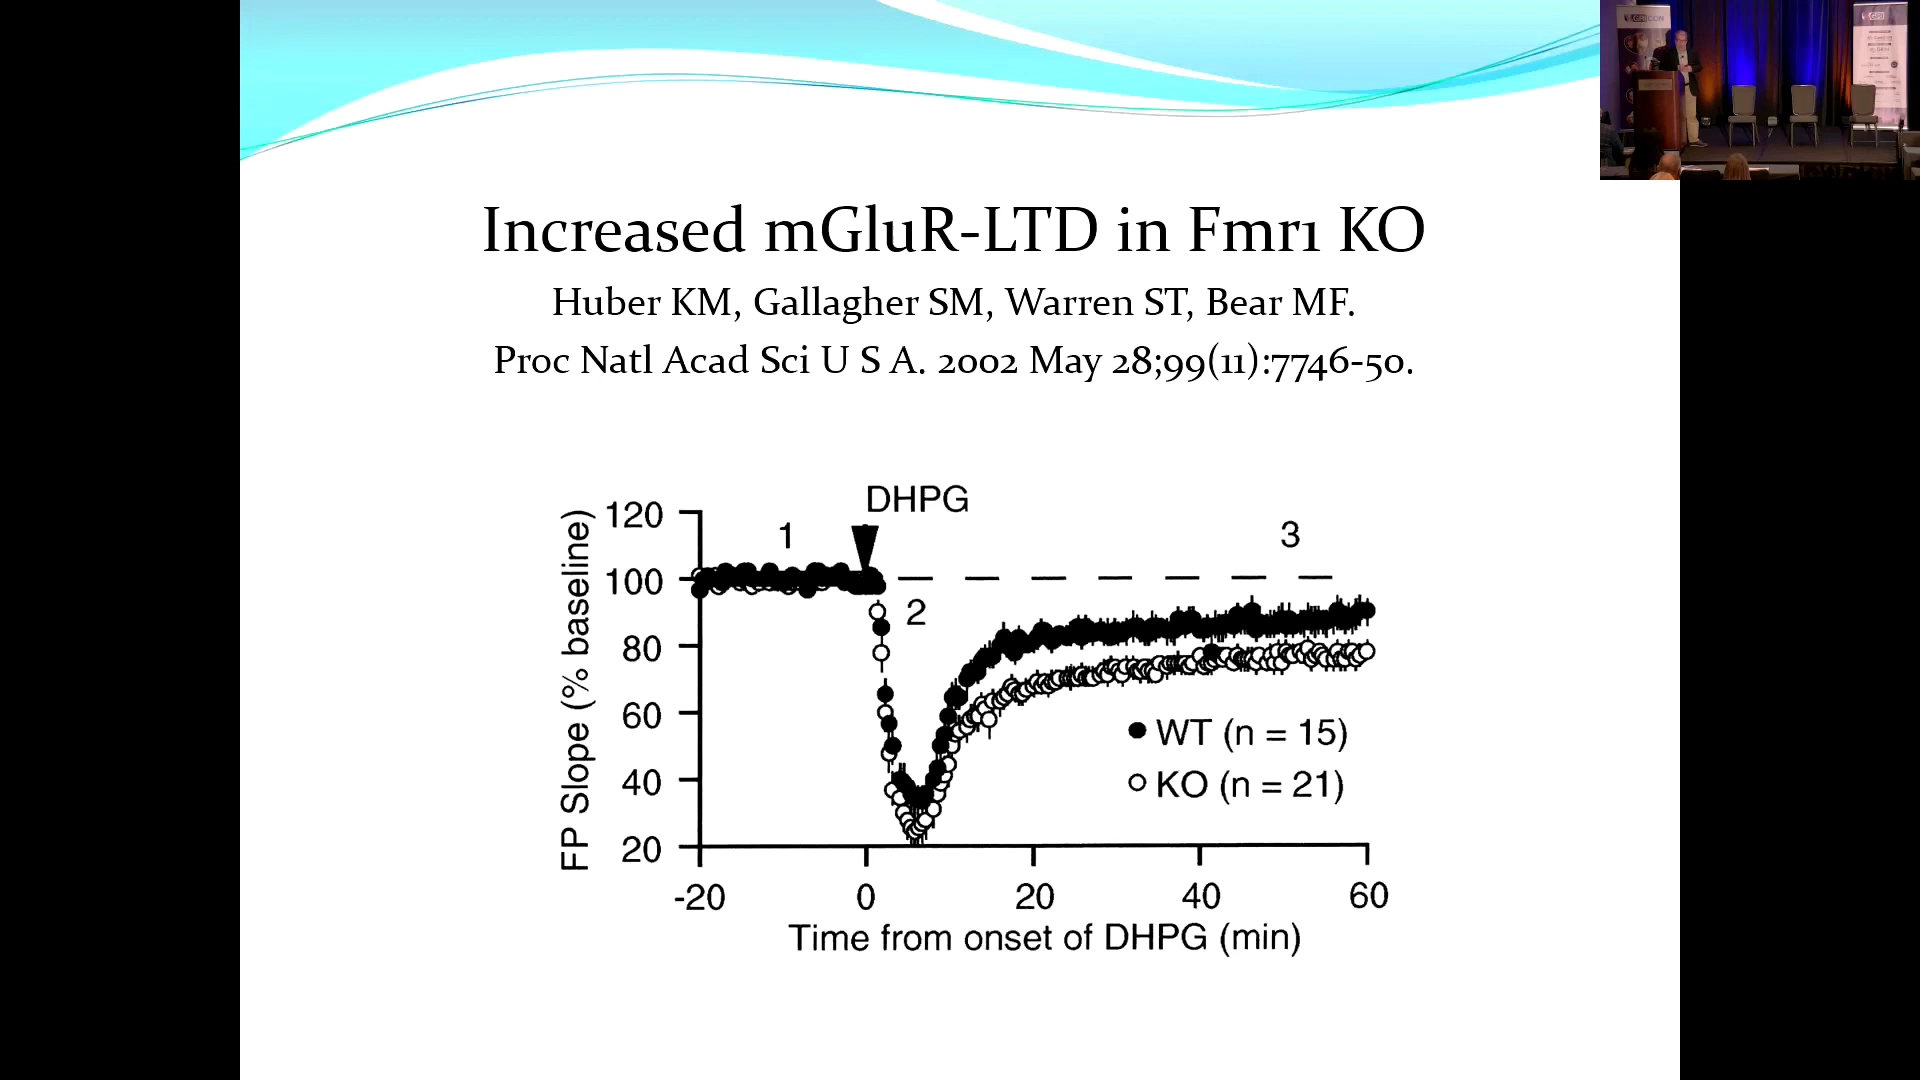 Increased mGluR-LTD in Fmr1 KO
Huber KM, Gallagher SM, Warren ST, Bear MF.
Proc Natl Acad Sci U S A. 2002 May 28;99(11):7746-50.
DHPG
FP Slope (% baseline)
120
100
80
60
40
20
1
2
3
WT (n = 15)
KO (n = 21)
-20
0
20
40
60
Time from onset of DHPG (min)